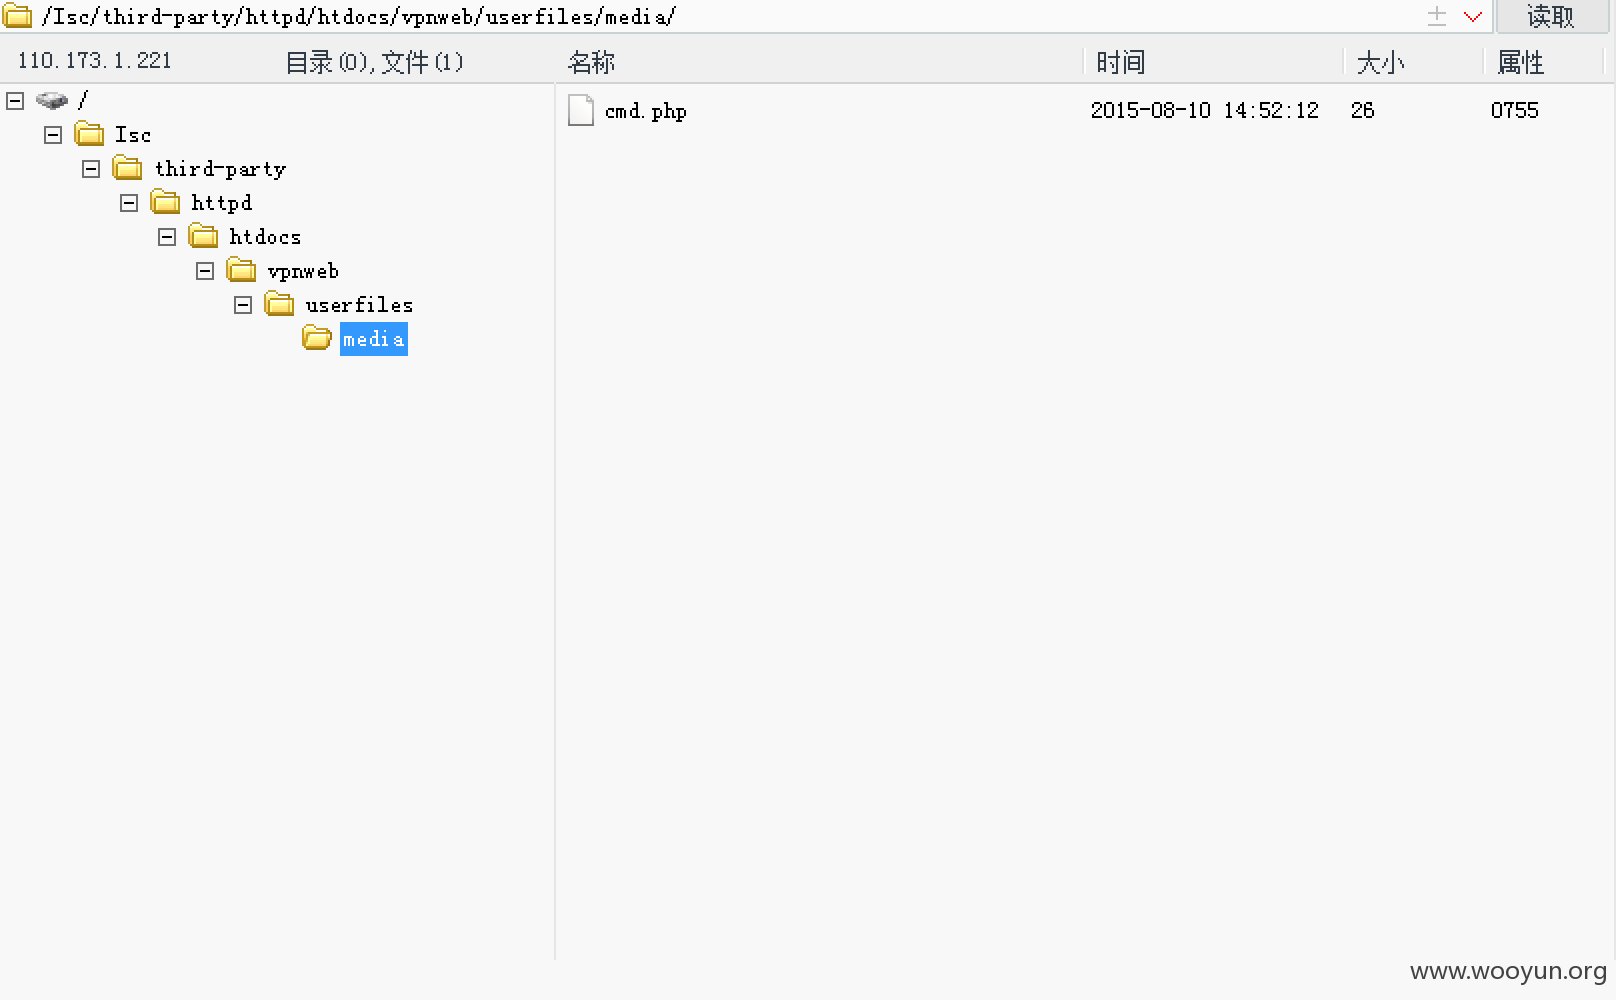 /Isc/third-party/httpd/htdocs/vpnweb/userfiles/media/ 读取
110.173.1.221 目录(0),文件(1) 名称 时间 大小 属性
/
Isc
third-party
httpd
htdocs
vpnweb
userfiles
media
cmd.php 2015-08-10 14:52:12 26 0755
www.wooyun.org